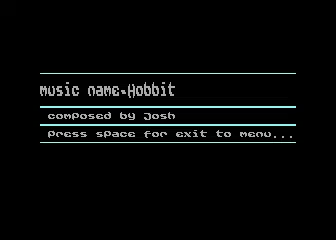 music name.Hobbit
composed by Josh
Press space for exit to menu...